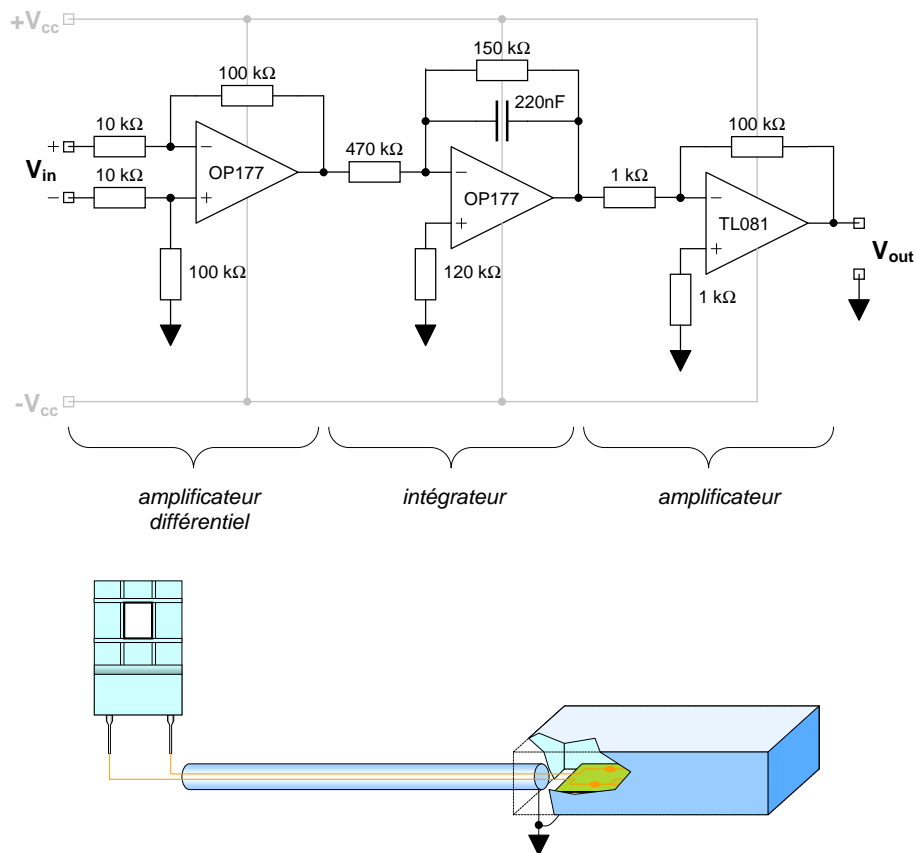 +Vcc
150 kΩ
100 kΩ
220nF
100 kΩ
10 kΩ
+
−
470 kΩ
−
1 kΩ
−
Vin
OP177
OP177
TL081
−
10 kΩ
+
+
+
Vout
100 kΩ
120 kΩ
1 kΩ
-Vcc
amplificateur
différentiel
intégrateur
amplificateur